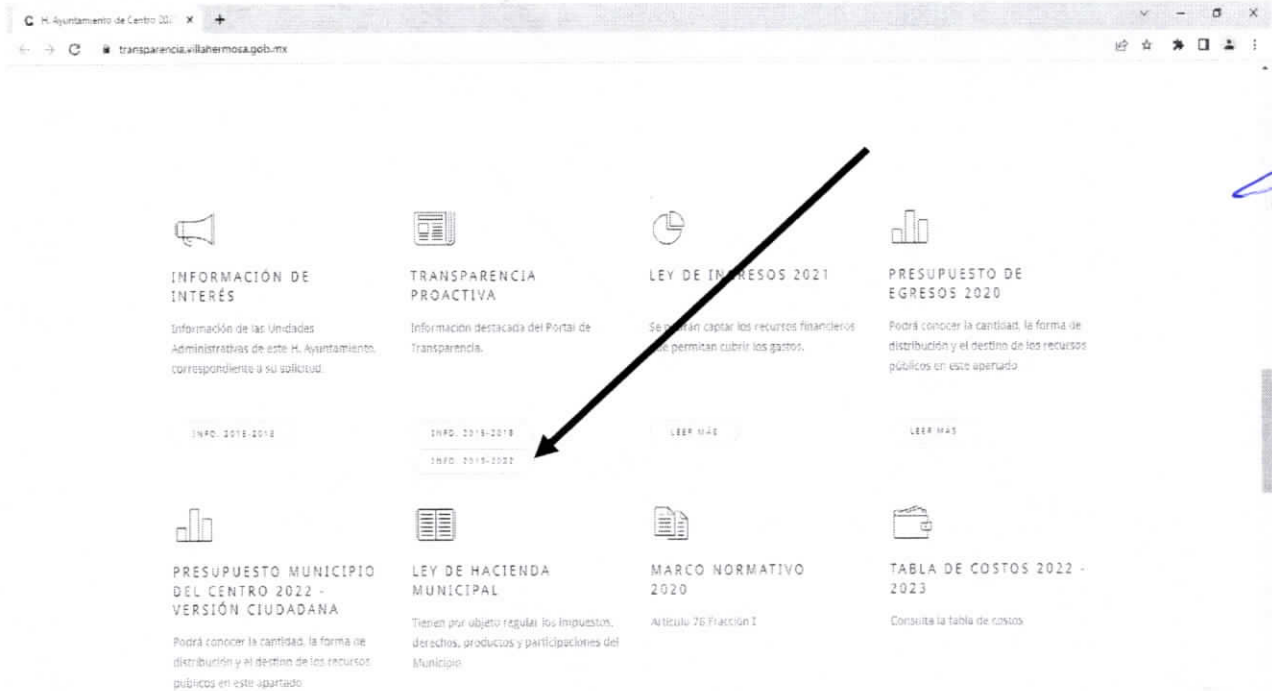 H. Ayuntamiento de Centro 202
transparencia.villahermosa.gob.mx
INFORMACIÓN DE
INTERÉS
Información de las Unidades
Administrativas de este H. Ayuntamiento,
correspondiente a su solicitud.
TRANSPARENCIA
PROACTIVA
Información destacada del Portal de
Transparencia.
LEY DE INGRESOS 2021
Se podrán captar los recursos financieros
que permitan cubrir los gastos.
PRESUPUESTO DE
EGRESOS 2020
Podrá conocer la cantidad, la forma de
distribución y el destino de los recursos
públicos en este apartado
INFO. 2016-2018
INFO. 2016-2018
INFO. 2019-2022
LEER MÁS
LEER MÁS
PRESUPUESTO MUNICIPIO
DEL CENTRO 2022 -
VERSIÓN CIUDADANA
Podrá conocer la cantidad, la forma de
distribución y el destino de los recursos
públicos en este apartado
LEY DE HACIENDA
MUNICIPAL
Tienen por objeto regular los impuestos,
derechos, productos y participaciones del
Municipio
MARCO NORMATIVO
2020
Artículo 76 Fracción I
TABLA DE COSTOS 2022 -
2023
Consulta la tabla de costos